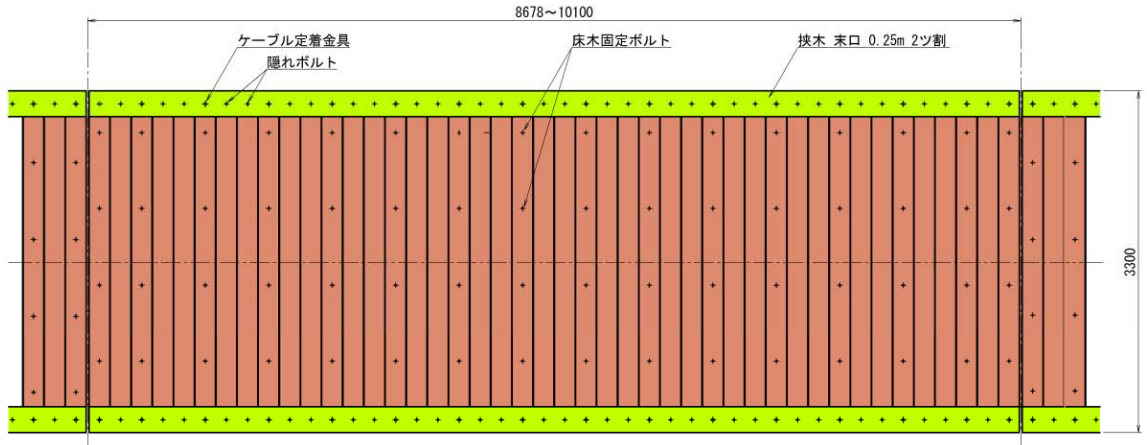 8678～10100
ケーブル定着金具
床木固定ボルト
挟木 末口 0.25m 2ツ割
隠れボルト
3300